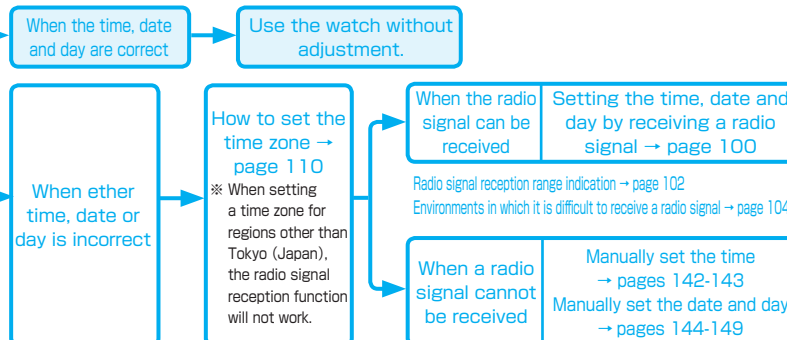 When the time, date
and day are correct
Use the watch without
adjustment.
When ether
time, date or
day is incorrect
How to set the
time zone →
page 110
※ When setting
a time zone for
regions other than
Tokyo (Japan),
the radio signal
reception function
will not work.
When the radio
signal can be
received
Setting the time, date and
day by receiving a radio
signal → page 100
Radio signal reception range indication → page 102
Environments in which it is difficult to receive a radio signal → page 104
When a radio
signal cannot
be received
Manually set the time
→ pages 142-143
Manually set the date and day
→ pages 144-149